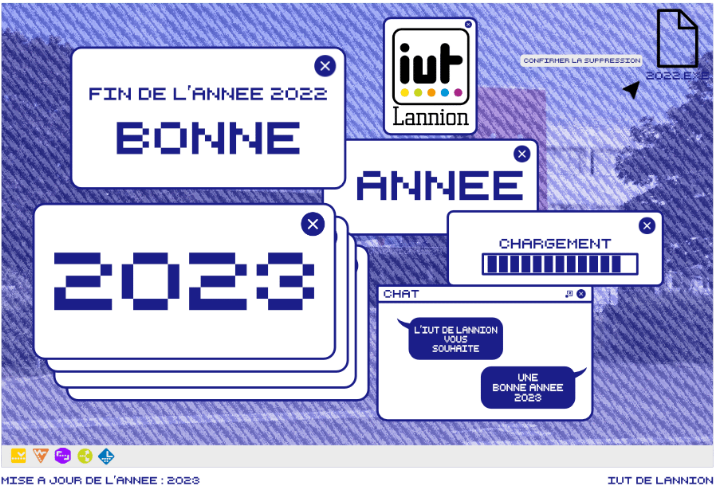 FIN DE L'ANNEE 2022
BONNE
iut
Lannion
CONFIRMER LA SUPPRESSION
2022.EXE
ANNEE
2023
CHARGEMENT
CHAT
L'IUT DE LANNION
VOUS
SOUHAITE
UNE
BONNE ANNEE
2023
MISE A JOUR DE L'ANNEE : 2023
IUT DE LANNION